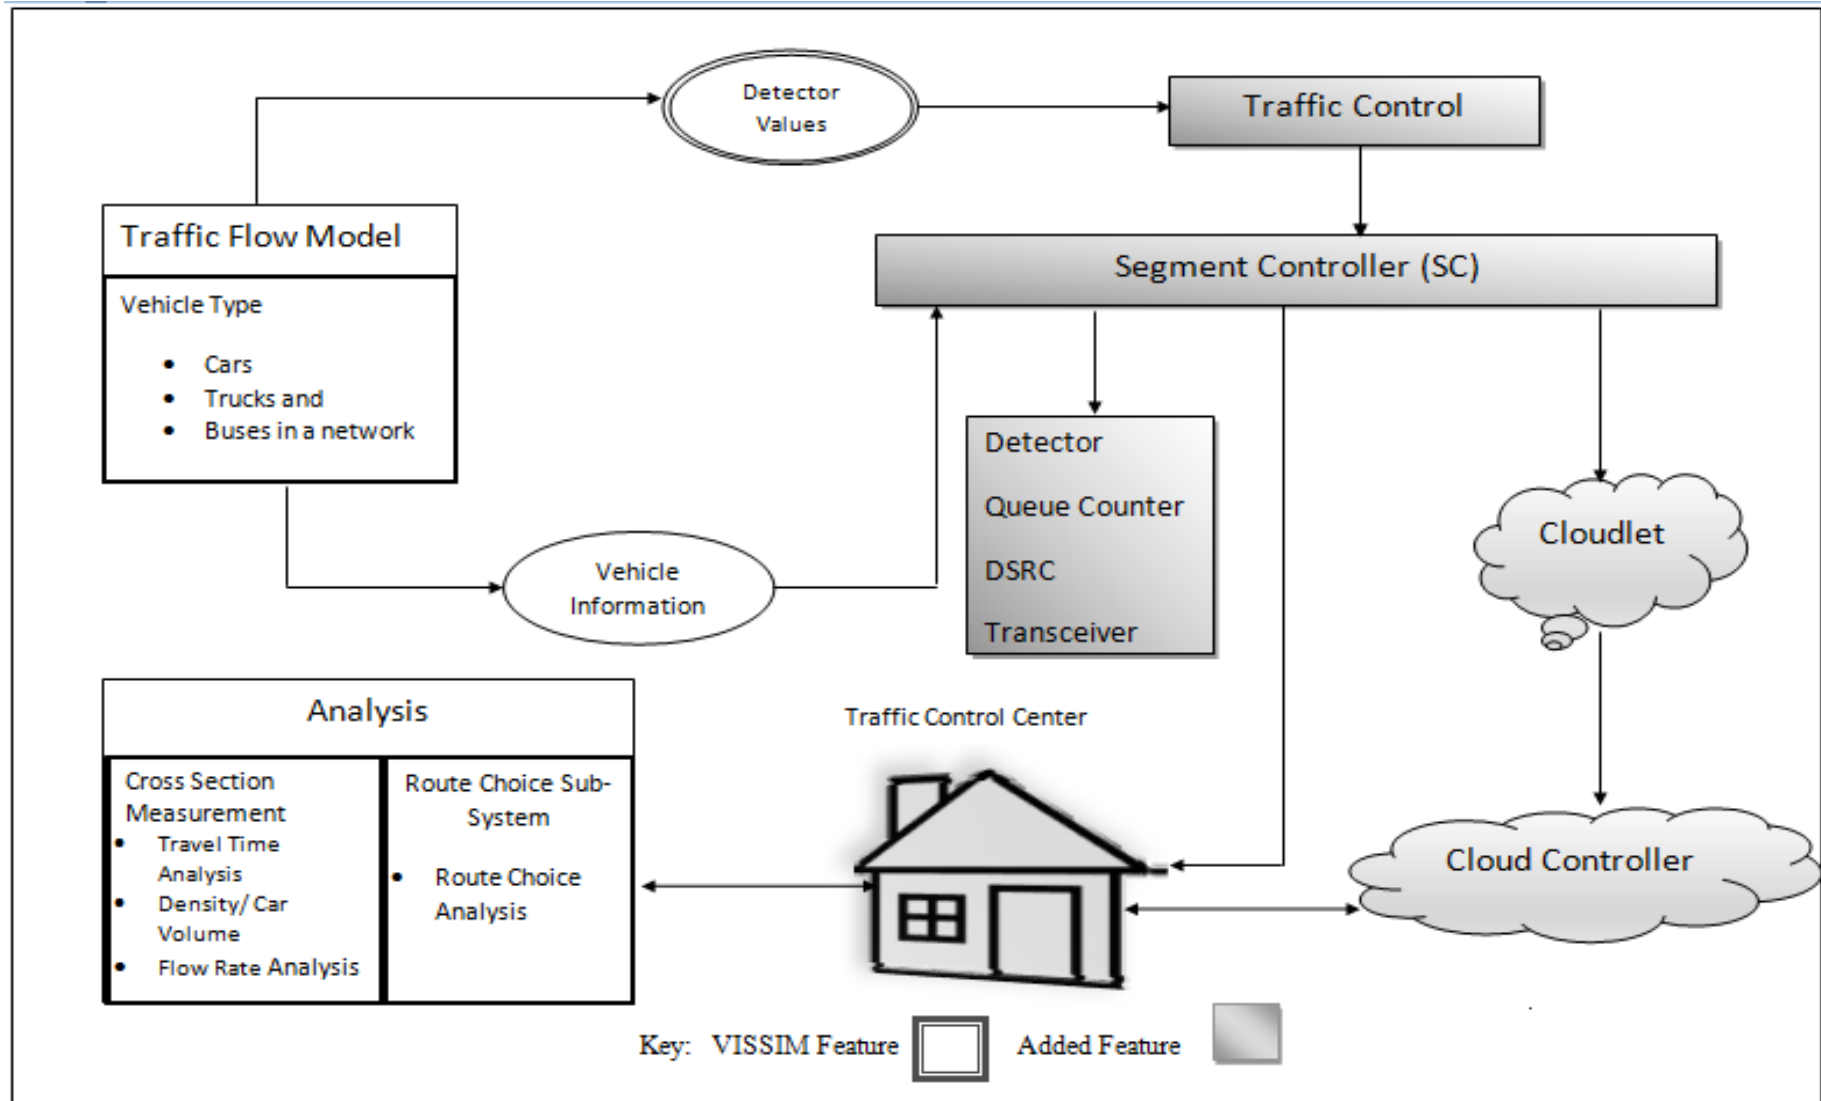 Detector
Values
Traffic Control
Traffic Flow Model
Segment Controller (SC)
Vehicle Type
• Cars
• Trucks and
• Buses in a network
Detector
Queue Counter
DSRC
Transceiver
Cloudlet
Vehicle
Information
Analysis
Cross Section
Measurement
• Travel Time
Analysis
• Density/ Car
Volume
• Flow Rate Analysis
Route Choice Sub-
System
• Route Choice
Analysis
Traffic Control Center
Cloud Controller
Key: VISSIM Feature Added Feature